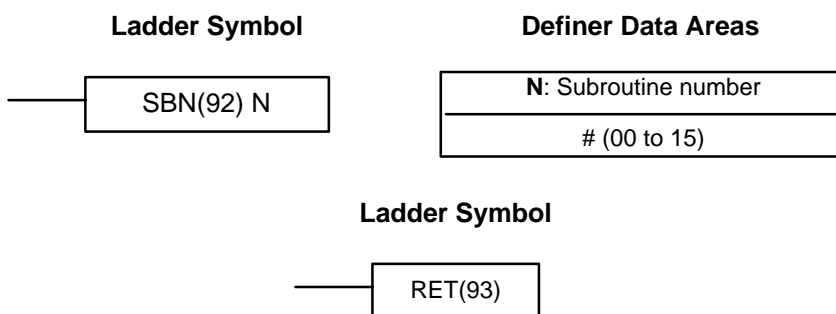 Ladder Symbol
Definer Data Areas
SBN(92) N
N: Subroutine number
# (00 to 15)
Ladder Symbol
RET(93)